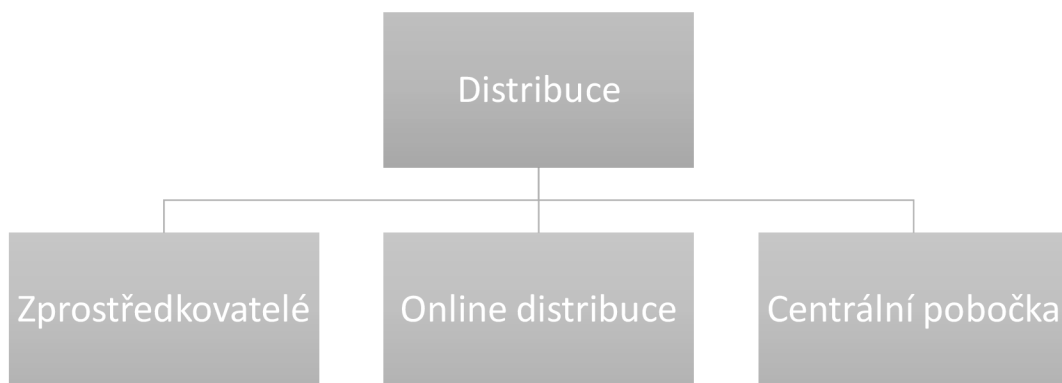 Distribuce
Zprostředkovatelé
Online distribuce
Centrální pobočka